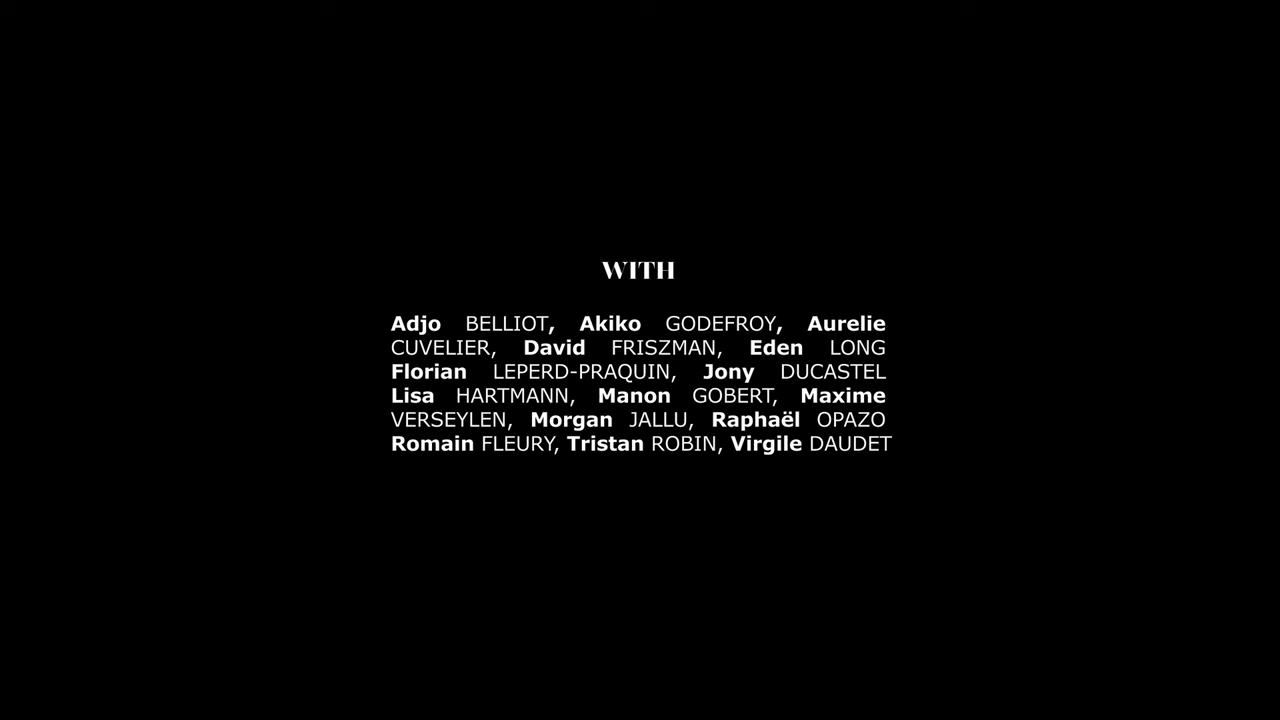 WITH
Adjo BELLIOT, Akiko GODEFROY, Aurelie
CUVELIER, David FRISZMAN, Eden LONG
Florian LEPERD-PRAQUIN, Jony DUCASTEL
Lisa HARTMANN, Manon GOBERT, Maxime
VERSEYLEN, Morgan JALLU, Raphaël OPAZO
Romain FLEURY, Tristan ROBIN, Virgile DAUDET